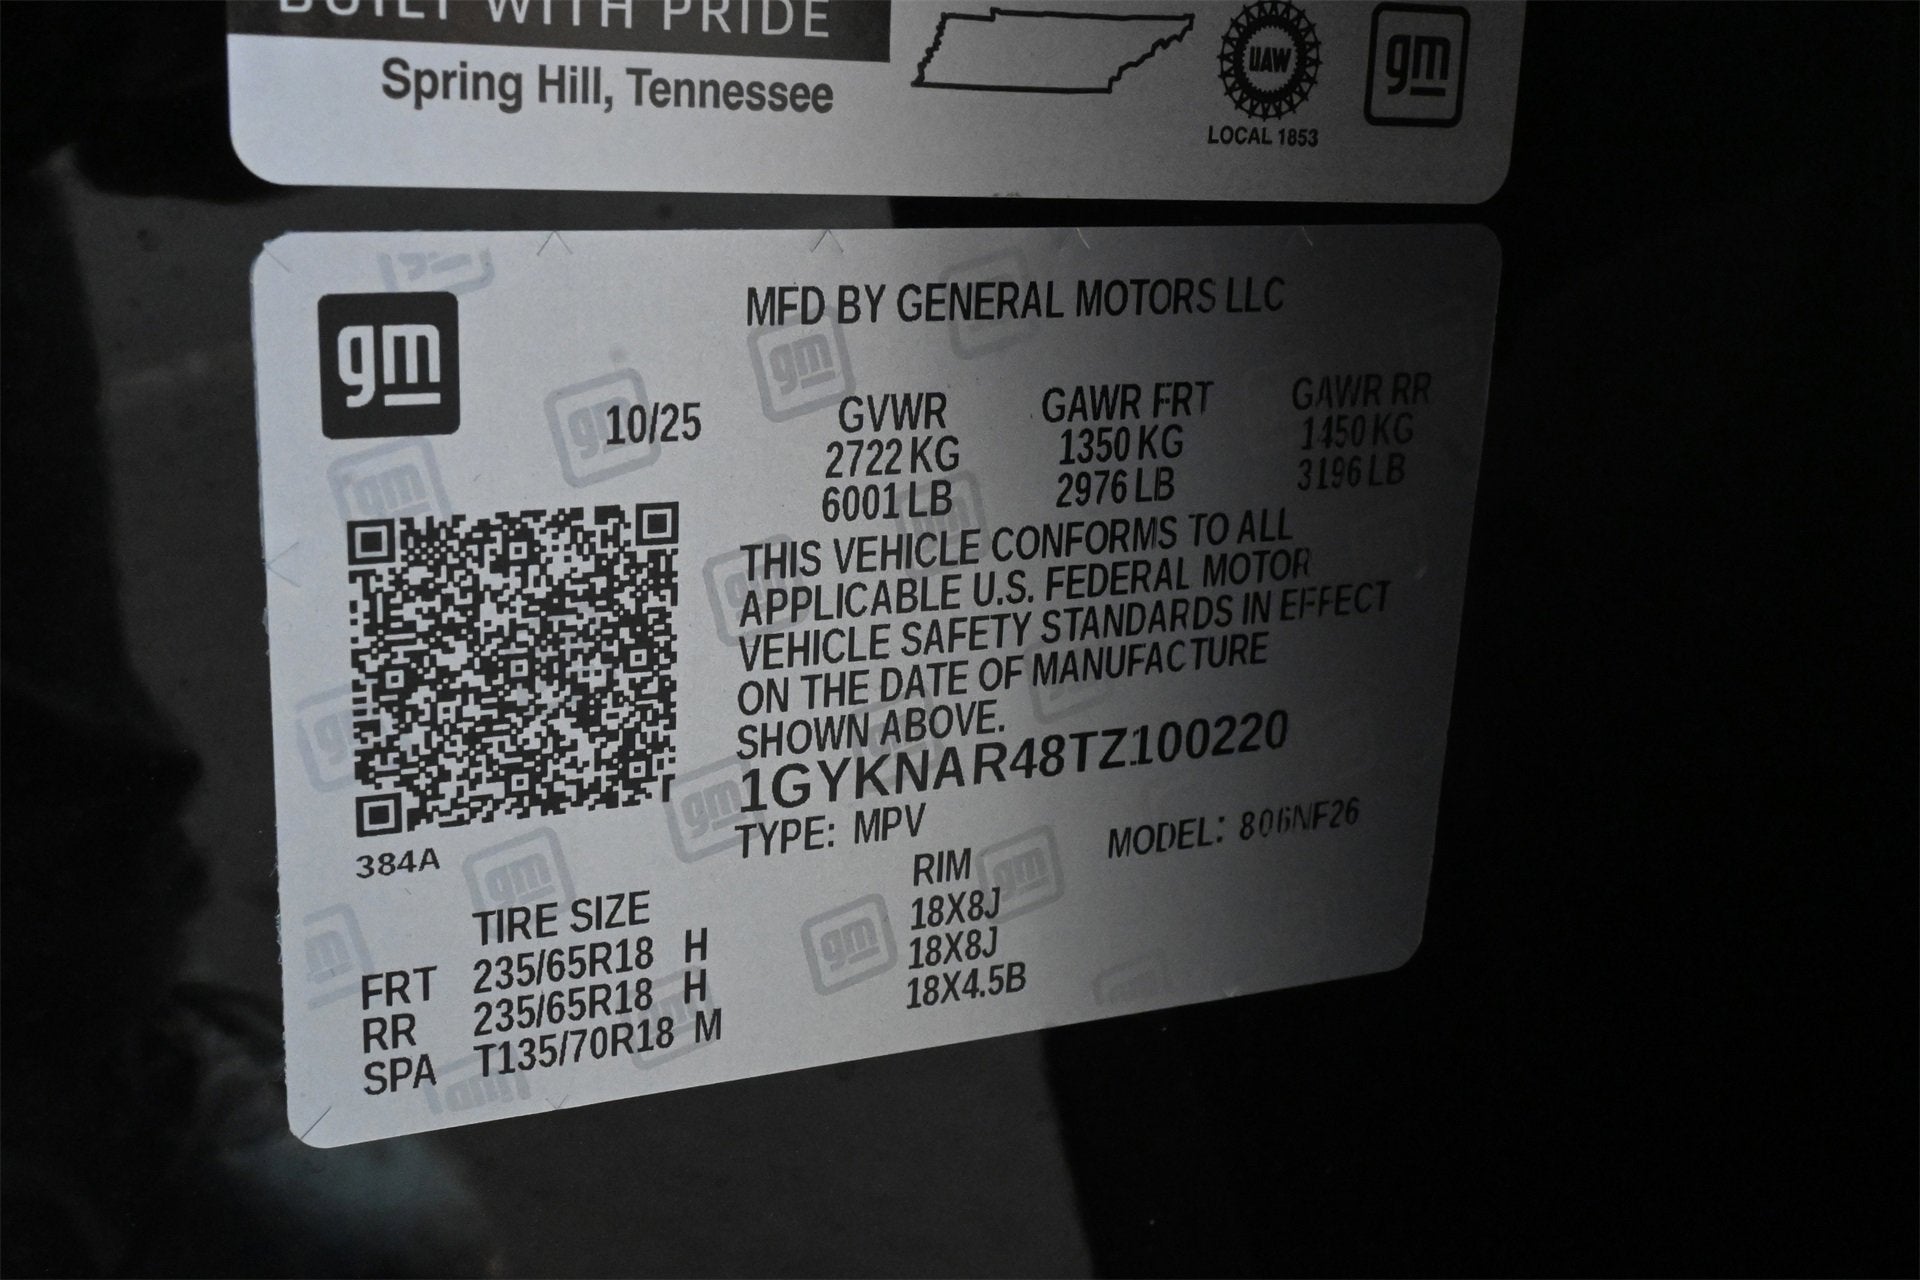 BUILT WITH PRIDE
Spring Hill, Tennessee
UAW
LOCAL 1853
gm
gm
MFD BY GENERAL MOTORS LLC
10/25
GVWR GAWR FRT GAWR RR
2722 KG 1350 KG 1450 KG
6001 LB 2976 LB 3196 LB
THIS VEHICLE CONFORMS TO ALL
APPLICABLE U.S. FEDERAL MOTOR
VEHICLE SAFETY STANDARDS IN EFFECT
ON THE DATE OF MANUFACTURE
SHOWN ABOVE.
1GYKNAR48TZ100220
TYPE: MPV MODEL: 806NF26
384A
TIRE SIZE RIM
FRT 235/65R18 H 18X8J
RR 235/65R18 H 18X8J
SPA T135/70R18 M 18X4.5B